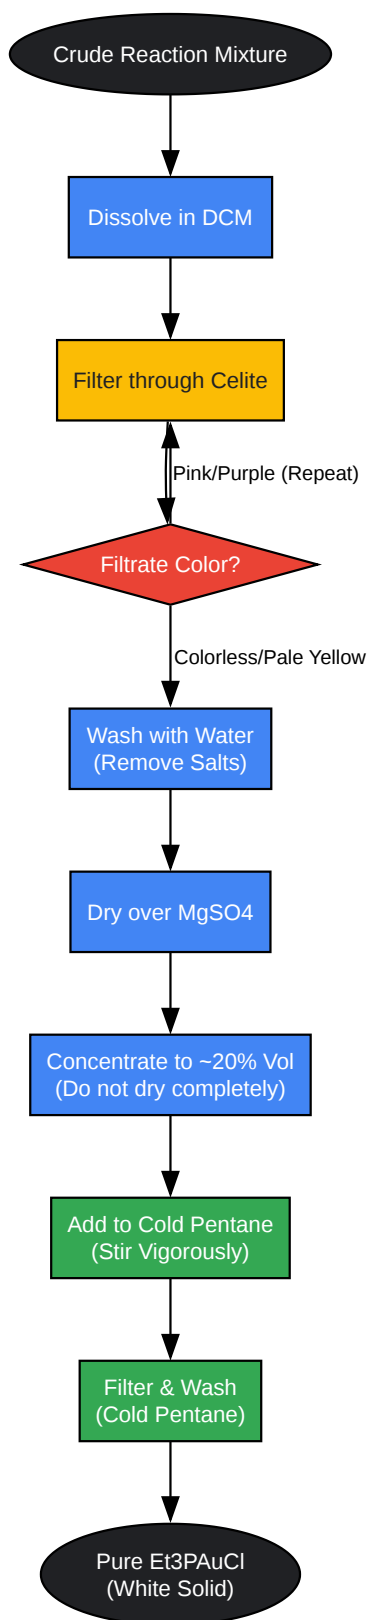 Crude Reaction Mixture
Dissolve in DCM
Filter through Celite
Pink/Purple (Repeat)
Filtrate Color?
Colorless/Pale Yellow
Wash with Water
(Remove Salts)
Dry over MgSO4
Concentrate to ~20% Vol
(Do not dry completely)
Add to Cold Pentane
(Stir Vigorously)
Filter & Wash
(Cold Pentane)
Pure Et3PAuCl
(White Solid)